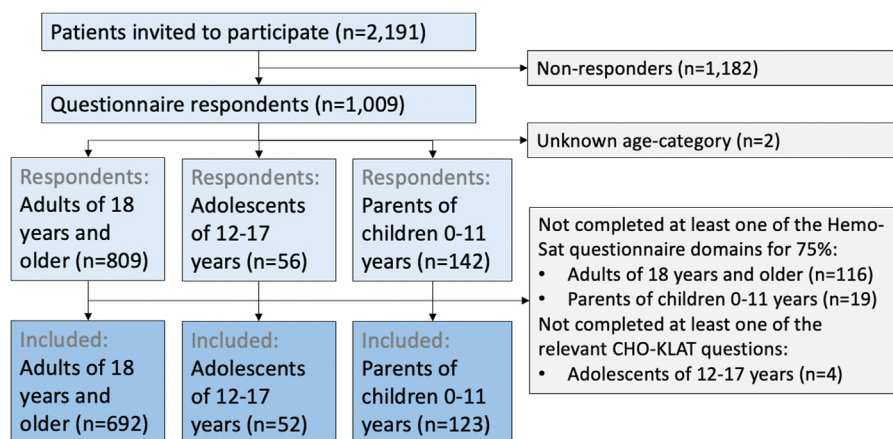 Patients invited to participate (n=2,191)
Non-responders (n=1,182)
Questionnaire respondents (n=1,009)
Unknown age-category (n=2)
Respondents:
Adults of 18
years and
older (n=809)
Respondents:
Adolescents
of 12-17
years (n=56)
Respondents:
Parents of
children 0-11
years (n=142)
Not completed at least one of the Hemo-
Sat questionnaire domains for 75%:
• Adults of 18 years and older (n=116)
• Parents of children 0-11 years (n=19)
Not completed at least one of the
relevant CHO-KLAT questions:
• Adolescents of 12-17 years (n=4)
Included:
Adults of 18
years and
older (n=692)
Included:
Adolescents
of 12-17
years (n=52)
Included:
Parents of
children 0-11
years (n=123)